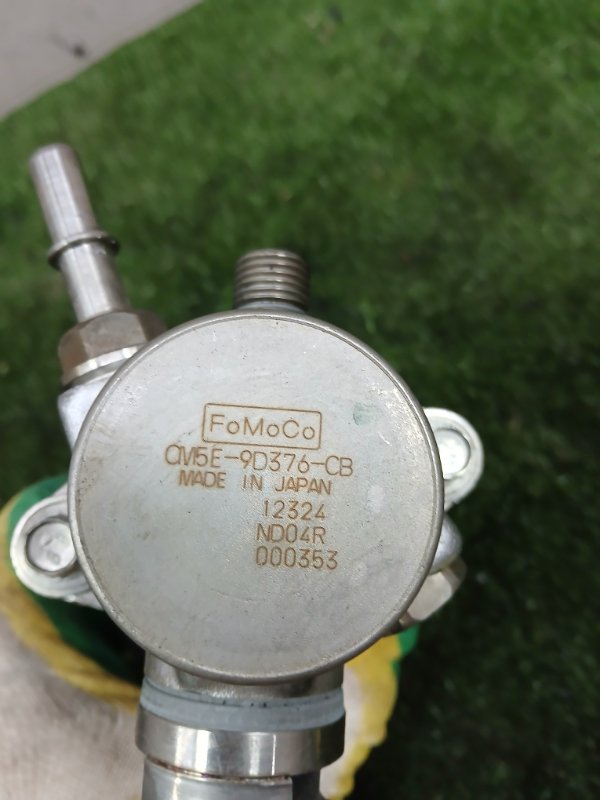 FoMoCo
CM5E-9D376-CB
MADE IN JAPAN
12324
ND04R
000353